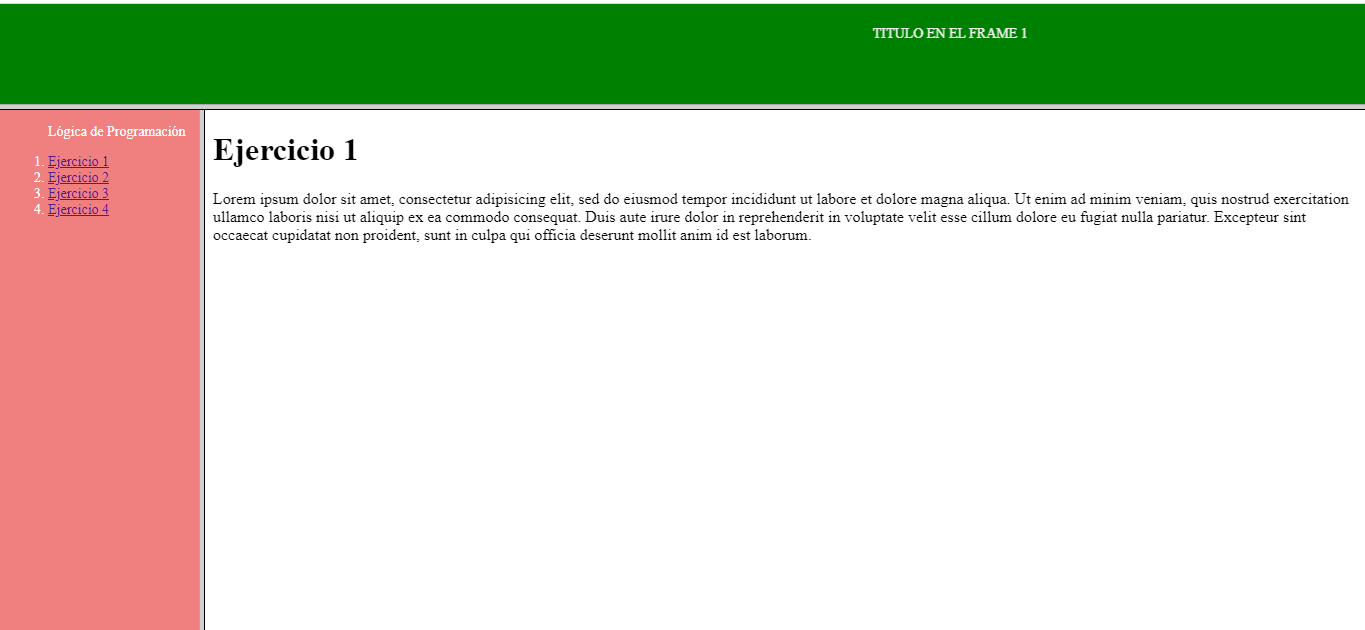 TITULO EN EL FRAME 1
Lógica de Programación
1. Ejercicio 1
2. Ejercicio 2
3. Ejercicio 3
4. Ejercicio 4
Ejercicio 1
Lorem ipsum dolor sit amet, consectetur adipisicing elit, sed do eiusmod tempor incididunt ut labore et dolore magna aliqua. Ut enim ad minim veniam, quis nostrud exercitation
ullamco laboris nisi ut aliquip ex ea commodo consequat. Duis aute irure dolor in reprehenderit in voluptate velit esse cillum dolore eu fugiat nulla pariatur. Excepteur sint
occaecat cupidatat non proident, sunt in culpa qui officia deserunt mollit anim id est laborum.